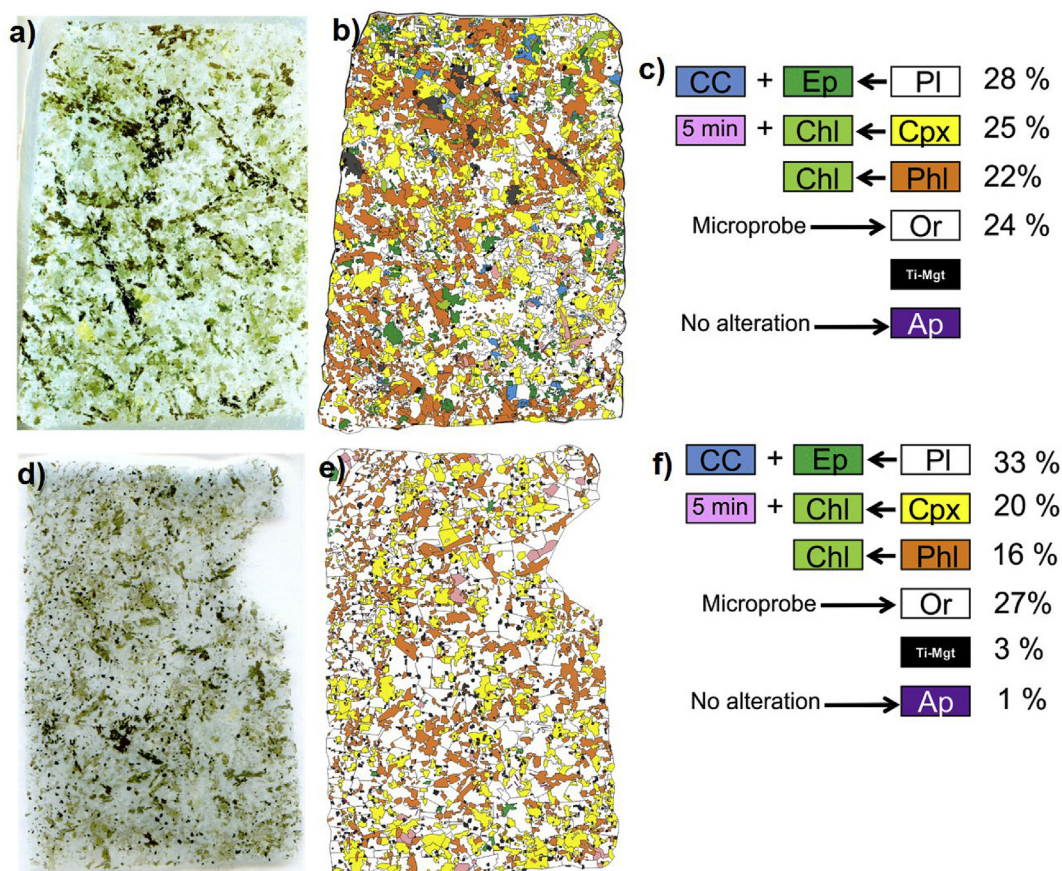 a)
b)
c)
CC + Ep Pl 28 %
5 min + Chl Cpx 25 %
Chl Phl 22%
Microprobe Or 24 %
Ti-Mgt
No alteration Ap
d)
e)
f)
CC + Ep Pl 33 %
5 min + Chl Cpx 20 %
Chl Phl 16 %
Microprobe Or 27%
Ti-Mgt 3 %
No alteration Ap 1 %